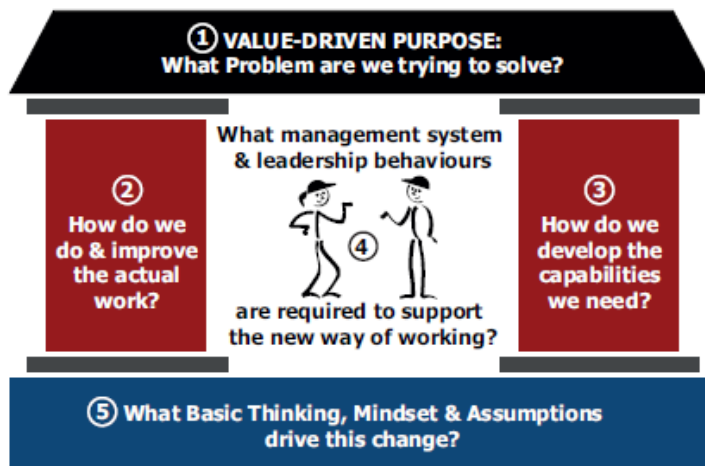 ① VALUE-DRIVEN PURPOSE:
What Problem are we trying to solve?
②
How do we
do & improve
the actual
work?
What management system
& leadership behaviours
④
are required to support
the new way of working?
③
How do we
develop the
capabilities
we need?
⑤ What Basic Thinking, Mindset & Assumptions
drive this change?